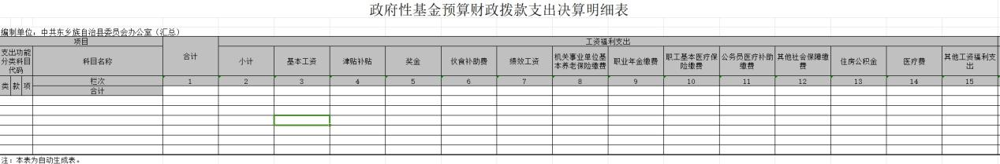 政府性基金预算财政拨款支出决算明细表
编制单位：中共东乡族自治县委员会办公室（汇总）
项目 合计 工资福利支出
支出功能分类科目代码 科目名称 小计 基本工资 津贴补贴 奖金 伙食补助费 绩效工资 机关事业单位基本养老保险缴费 职业年金缴费 职工基本医疗保险缴费 公务员医疗补助缴费 其他社会保障缴费 住房公积金 医疗费 其他工资福利支出
类 款 项 栏次 1 2 3 4 5 6 7 8 9 10 11 12 13 14 15
合计
注：本表为自动生成表。